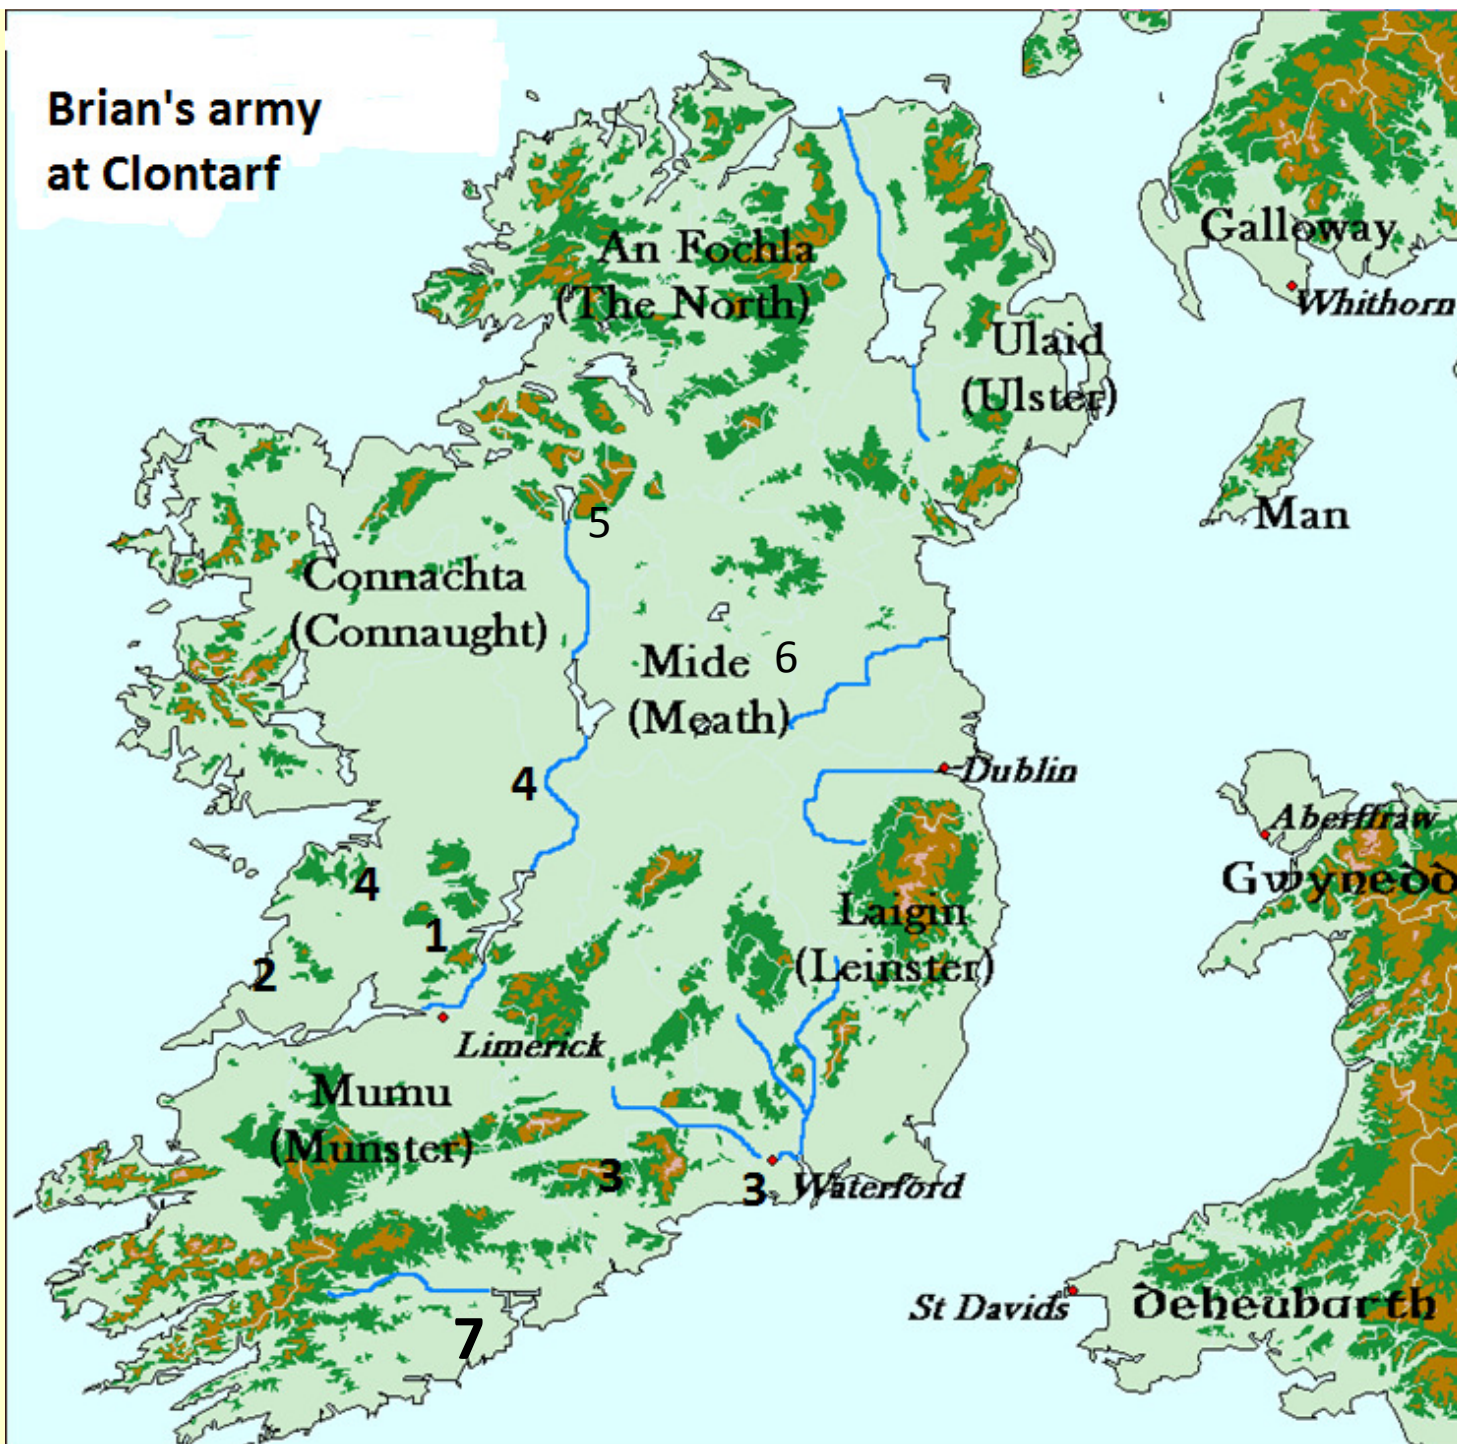 Brian's army
at Clontarf
An Fochla
(The North)
Galloway
Whithorn
Ulaid
(Ulster)
Man
5
Connachta
(Connaught)
Mide 6
(Meath)
4
Dublin
Aberffraw
Gwynedd
4
1
Laigin
(Leinster)
2
Limerick
Mumu
(Munster)
3
3
Waterford
St Davids
Deheubarth
7